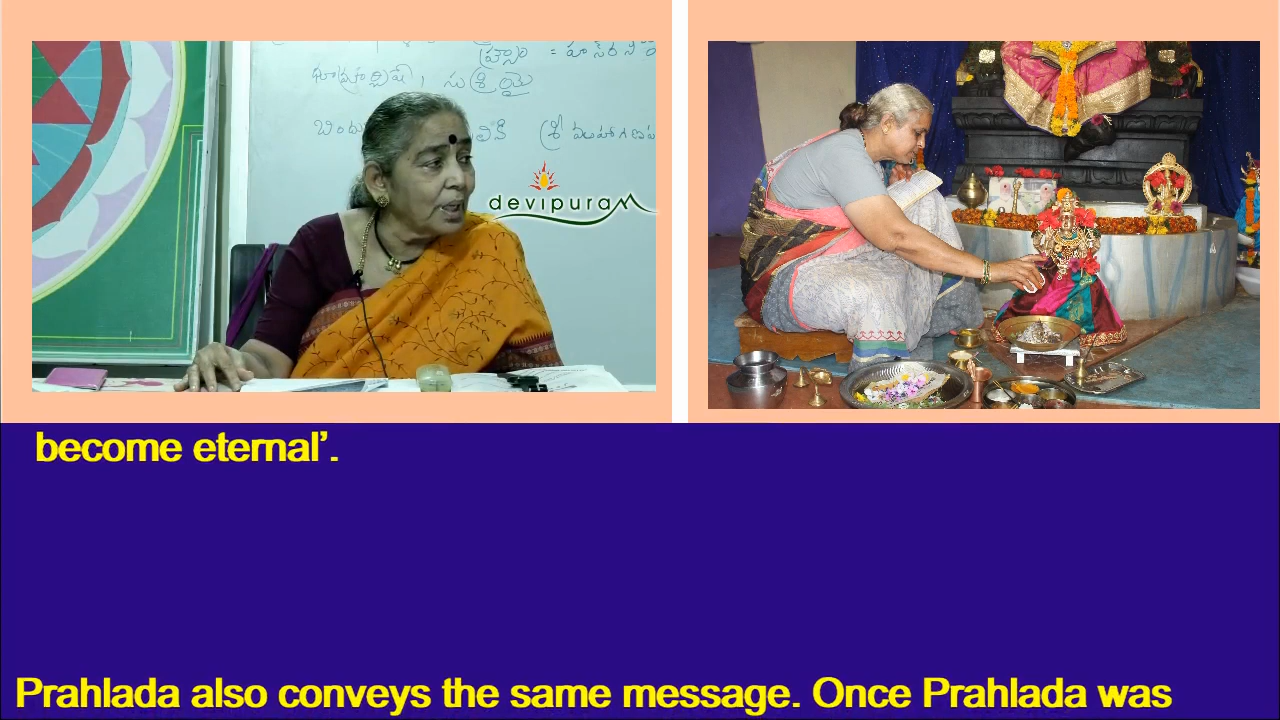 ధూమ్రార్చిషే, సుశ్రియై
devipuram
become eternal’.
Prahlada also conveys the same message. Once Prahlada was